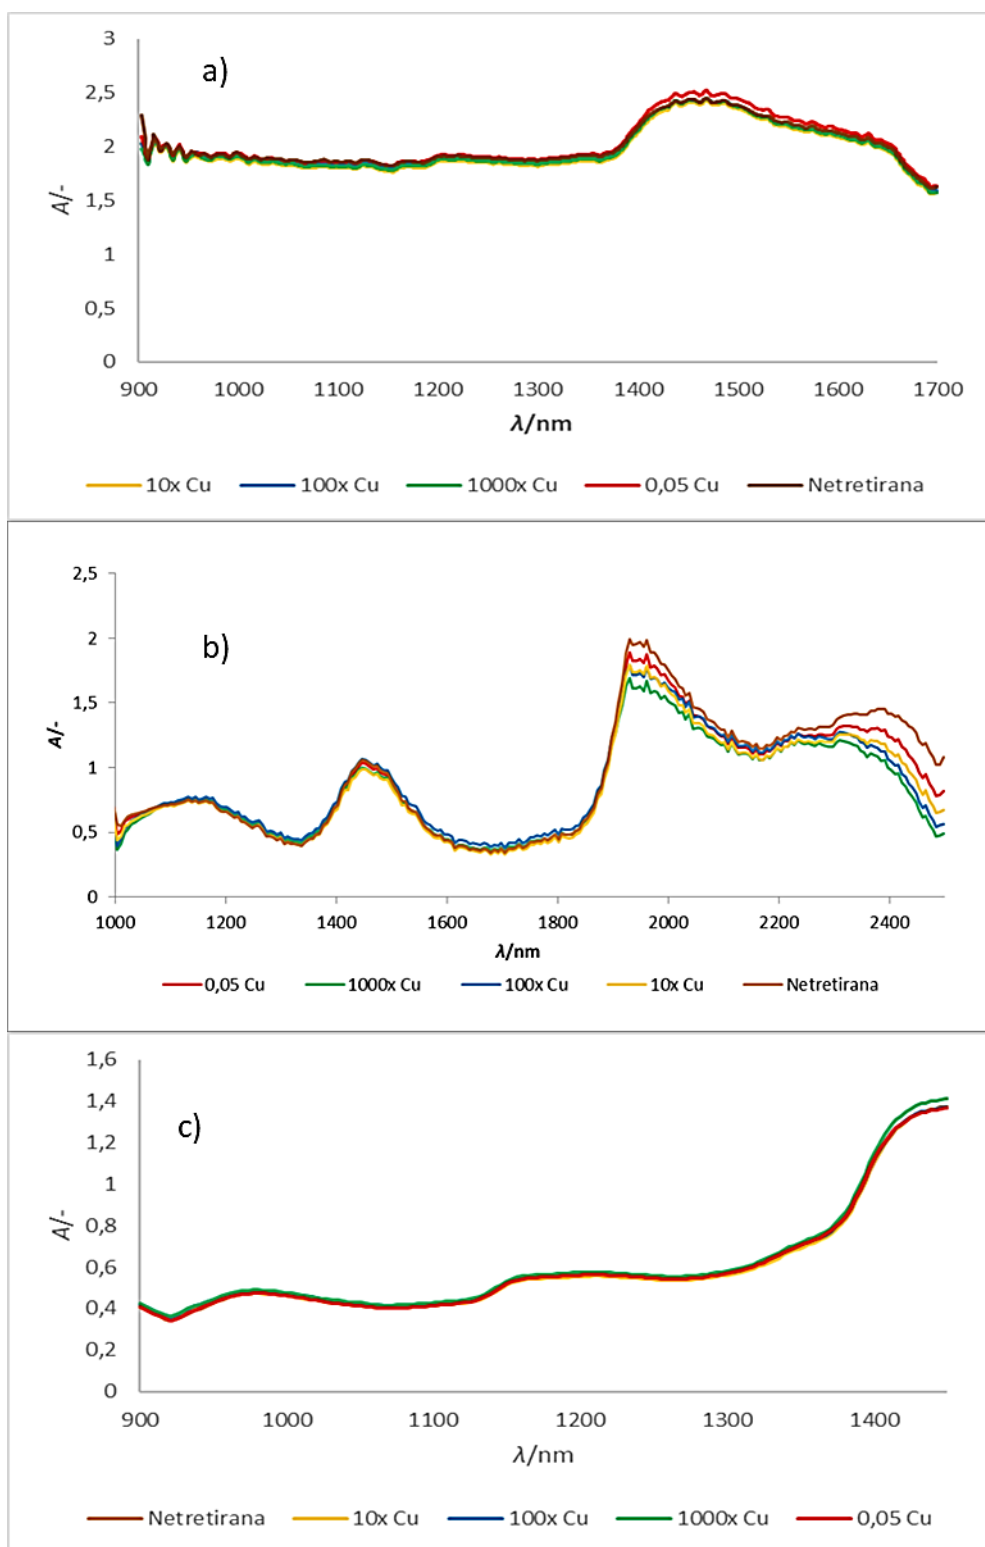 a)
3
2,5
2
1,5
1
0,5
0
A/-
900 1000 1100 1200 1300 1400 1500 1600 1700
λ/nm
10x Cu 100x Cu 1000x Cu 0,05 Cu Netretirana
b)
2,5
2
1,5
1
0,5
0
A/-
1000 1200 1400 1600 1800 2000 2200 2400
λ/nm
0,05 Cu 1000x Cu 100x Cu 10x Cu Netretirana
c)
1,6
1,4
1,2
1
0,8
0,6
0,4
0,2
0
A/-
900 1000 1100 1200 1300 1400
λ/nm
Netretirana 10x Cu 100x Cu 1000x Cu 0,05 Cu